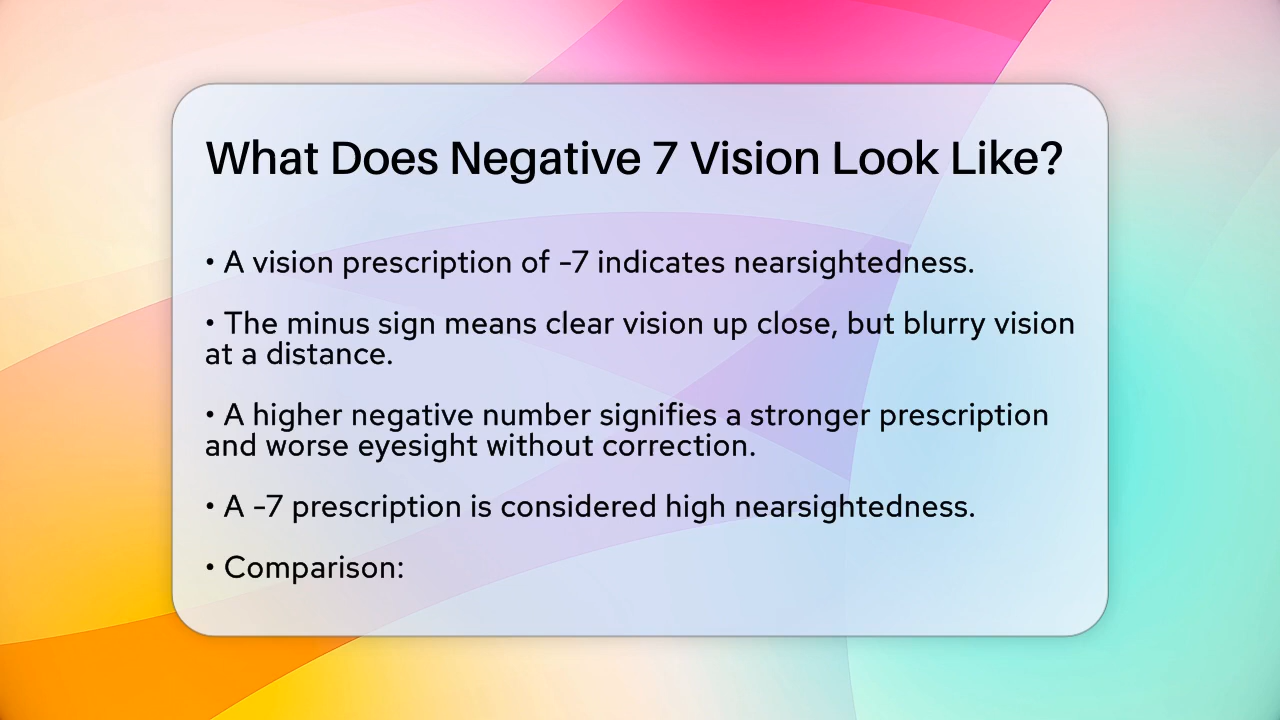 What Does Negative 7 Vision Look Like?
• A vision prescription of –7 indicates nearsightedness.
• The minus sign means clear vision up close, but blurry vision
at a distance.
• A higher negative number signifies a stronger prescription
and worse eyesight without correction.
• A –7 prescription is considered high nearsightedness.
• Comparison: